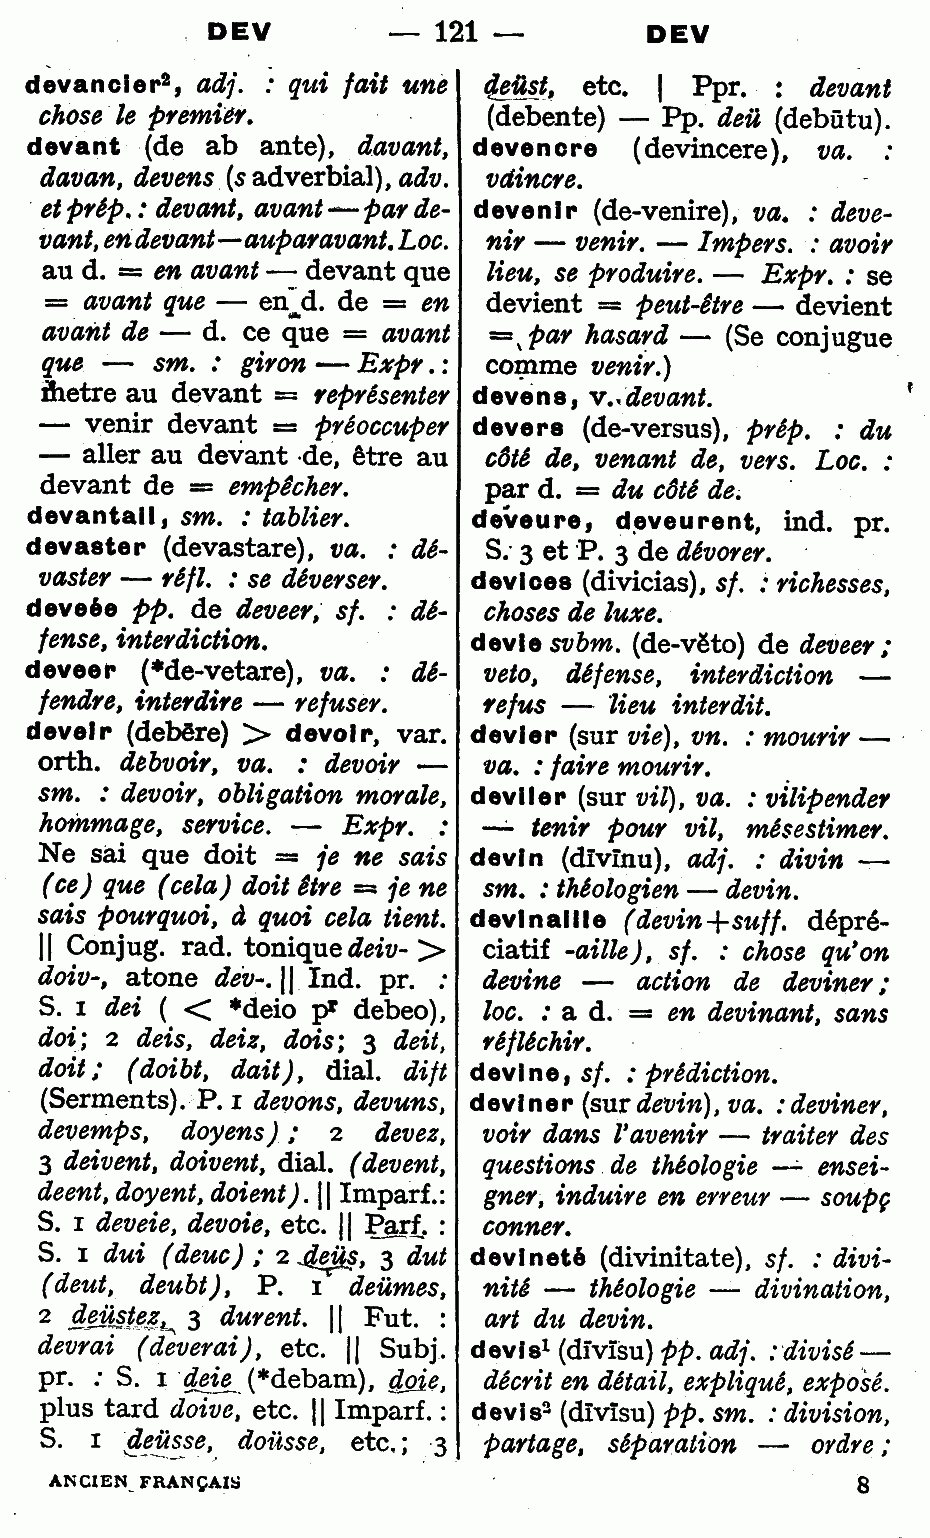 DEV — 121 — DEV
devancier², adj. : qui fait une
chose le premier.
devant (de ab ante), davant,
davan, devens (s adverbial), adv.
et prép. : devant, avant — par de-
vant, en devant — auparavant. Loc.
au d. = en avant — devant que
= avant que — en d. de = en
avant de — d. ce que = avant
que — sm. : giron — Expr. :
metre au devant = représenter
— venir devant = préoccuper
— aller au devant de, être au
devant de = empêcher.
devantail, sm. : tablier.
devaster (devastare), va. : dé-
vaster — réfl. : se déverser.
deveée pp. de deveer, sf. : dé-
fense, interdiction.
deveer (*de-vetare), va. : dé-
fendre, interdire — refuser.
deveir (debēre) > devoir, var.
orth. debvoir, va. : devoir —
sm. : devoir, obligation morale,
hommage, service. — Expr. :
Ne sai que doit = je ne sais
(ce) que (cela) doit être = je ne
sais pourquoi, à quoi cela tient.
|| Conjug. rad. tonique deiv- >
doiv-, atone dev-. || Ind. pr. :
S. 1 dei ( < *deio pʳ debeo),
doi; 2 deis, deiz, dois; 3 deit,
doit; (doibt, dait), dial. dift
(Serments). P. 1 devons, devuns,
devemps, doyens) ; 2 devez,
3 deivent, doivent, dial. (devent,
deent, doyent, doient). || Imparf.:
S. 1 deveie, devoie, etc. || Parf. :
S. 1 dui (deuc) ; 2 deüs, 3 dut
(deut, deubt), P. 1 deümes,
2 deüstez, 3 durent. || Fut. :
devrai (deverai), etc. || Subj.
pr. : S. 1 deie (*debam), doie,
plus tard doive, etc. || Imparf. :
S. 1 deüsse, doüsse, etc.; 3
deüst, etc. | Ppr. : devant
(debente) — Pp. deü (debūtu).
devencre (devincere), va. :
vaincre.
devenir (de-venire), va. : deve-
nir — venir. — Impers. : avoir
lieu, se produire. — Expr. : se
devient = peut-être — devient
= par hasard — (Se conjugue
comme venir.)
devens, v. devant.
devers (de-versus), prép. : du
côté de, venant de, vers. Loc. :
par d. = du côté de.
deveure, deveurent, ind. pr.
S. 3 et P. 3 de dévorer.
devices (divicias), sf. : richesses,
choses de luxe.
devie svbm. (de-vĕto) de deveer ;
veto, défense, interdiction —
refus — lieu interdit.
devier (sur vie), vn. : mourir —
va. : faire mourir.
deviler (sur vil), va. : vilipender
— tenir pour vil, mésestimer.
devin (dīvīnu), adj. : divin —
sm. : théologien — devin.
devinaille (devin+suff. dépré-
ciatif -aille), sf. : chose qu'on
devine — action de deviner ;
loc. : a d. = en devinant, sans
réfléchir.
devine, sf. : prédiction.
deviner (sur devin), va. : deviner,
voir dans l'avenir — traiter des
questions de théologie — ensei-
gner, induire en erreur — soupç
conner.
devineté (divinitate), sf. : divi-
nité — théologie — divination,
art du devin.
devis¹ (dīvīsu) pp. adj. : divisé —
décrit en détail, expliqué, exposé.
devis² (dīvīsu) pp. sm. : division,
partage, séparation — ordre ;
ANCIEN FRANÇAIS 8